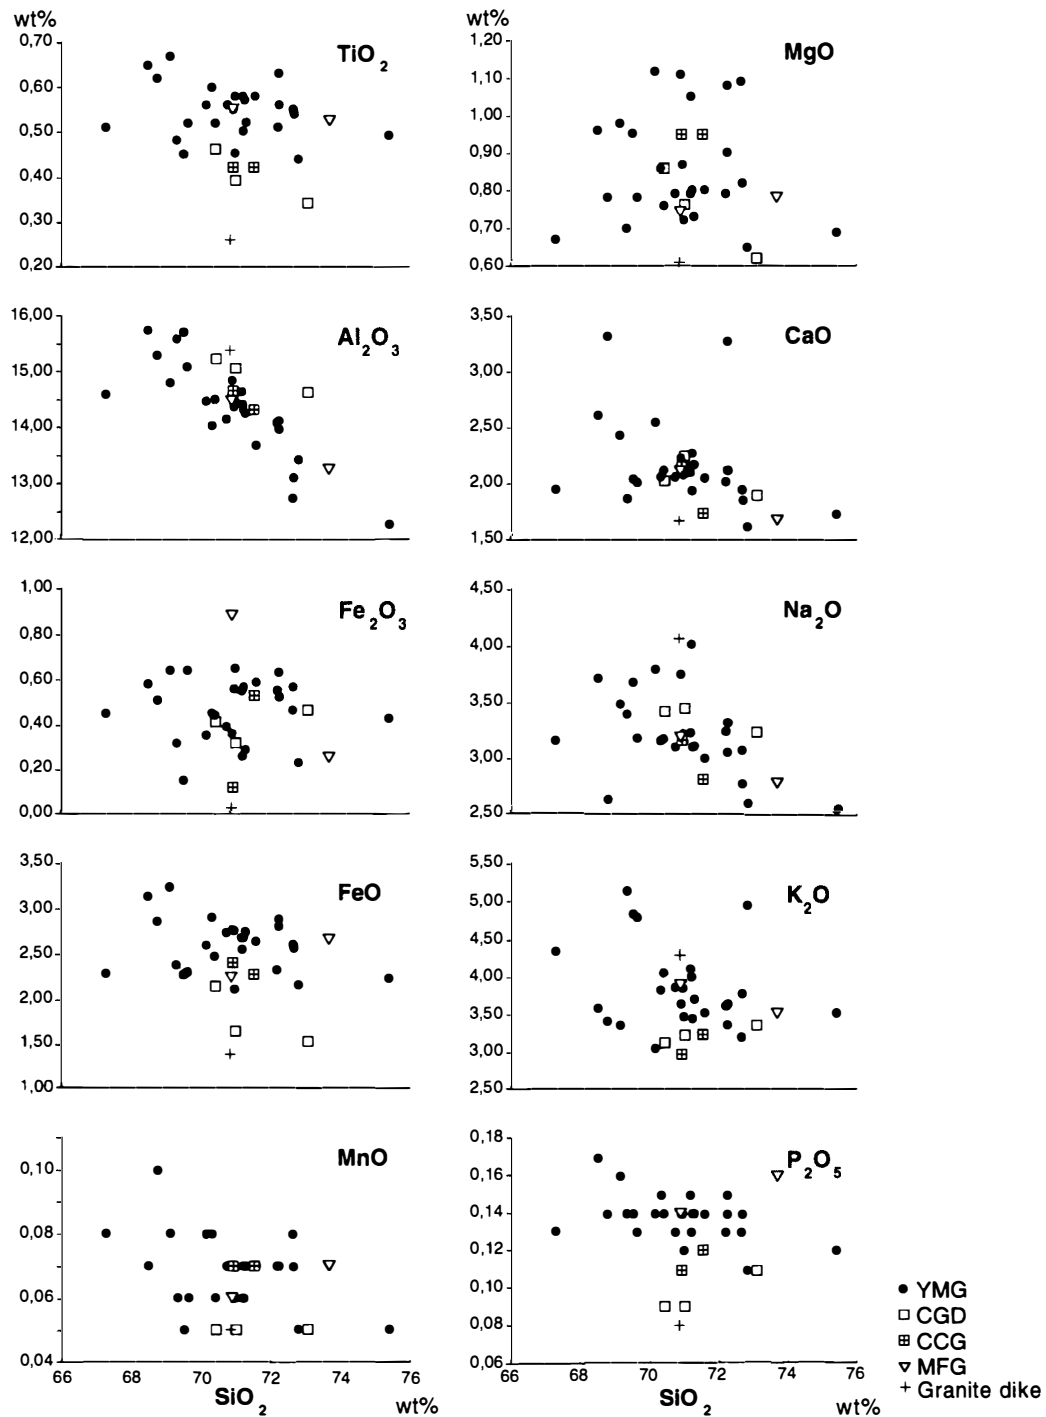 wt%
TiO2
0,70
0,60
0,50
0,40
0,30
0,20
Al2O3
16,00
15,00
14,00
13,00
12,00
Fe2O3
1,00
0,80
0,60
0,40
0,20
0,00
FeO
3,50
3,00
2,50
2,00
1,50
1,00
MnO
0,10
0,08
0,06
0,04
66 68 70 72 74 76
SiO2
wt%
wt%
MgO
1,20
1,10
1,00
0,90
0,80
0,70
0,60
CaO
3,50
3,00
2,50
2,00
1,50
Na2O
4,50
4,00
3,50
3,00
2,50
K2O
5,50
5,00
4,50
4,00
3,50
3,00
2,50
P2O5
0,18
0,16
0,14
0,12
0,10
0,08
0,06
66 68 70 72 74 76
SiO2
wt%
YMG
CGD
CCG
MFG
Granite dike